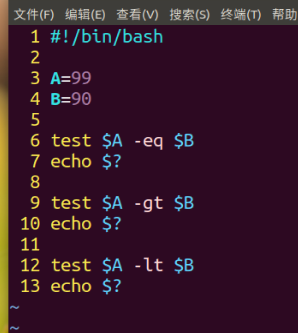 文件(F) 编辑(E) 查看(V) 搜索(S) 终端(T) 帮助
1 #!/bin/bash
2
3 A=99
4 B=90
5
6 test $A -eq $B
7 echo $?
8
9 test $A -gt $B
10 echo $?
11
12 test $A -lt $B
13 echo $?
~
~